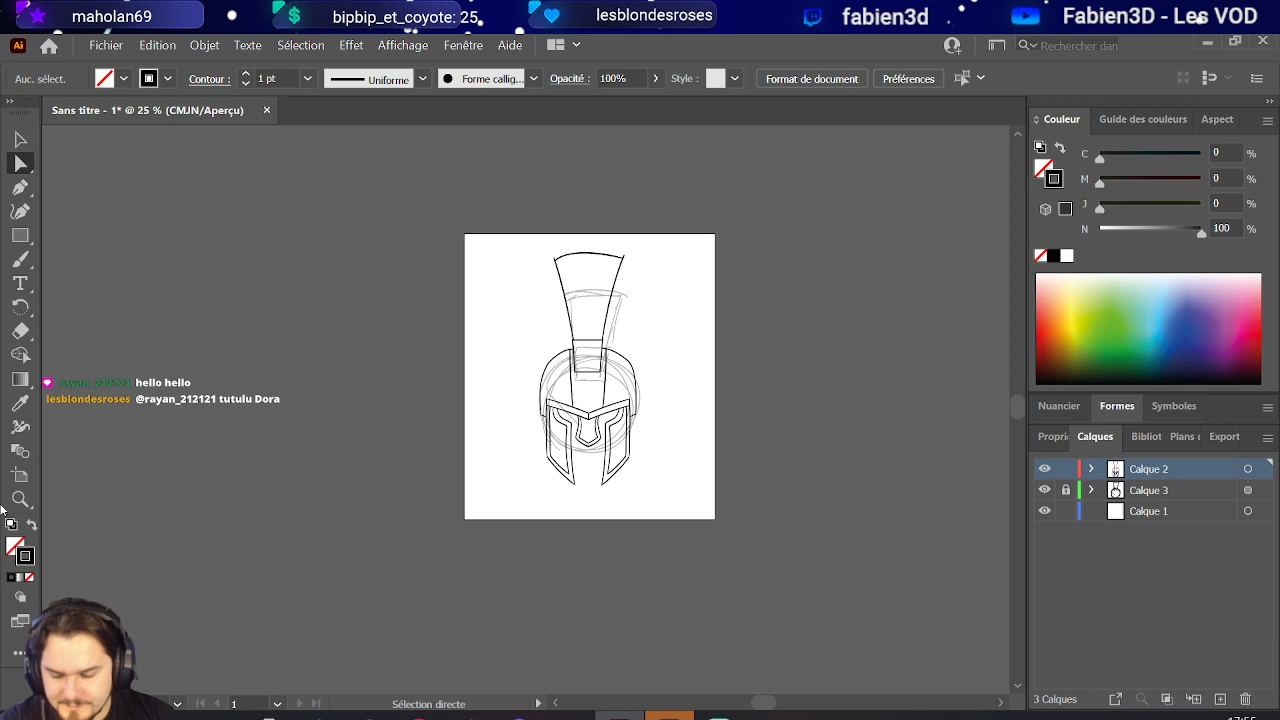 maholan69 bipbip_et_coyote: 25 lesblondesroses fabien3d Fabien3D - Les VOD
Ai Fichier Edition Objet Texte Sélection Effet Affichage Fenêtre Aide Rechercher dan
Auc. sélect. Contour : 1 pt Uniforme Forme callig... Opacité : 100% Style : Format de document Préférences
Sans titre - 1* @ 25 % (CMJN/Aperçu)
Couleur Guide des couleurs Aspect
C 0 %
M 0 %
J 0 %
N 100 %
rayan_212121 hello hello
lesblondesroses @rayan_212121 tutulu Dora
Nuancier Formes Symboles
Propri Calques Bibliot Plans Export
Calque 2
Calque 3
Calque 1
1 Sélection directe 3 Calques